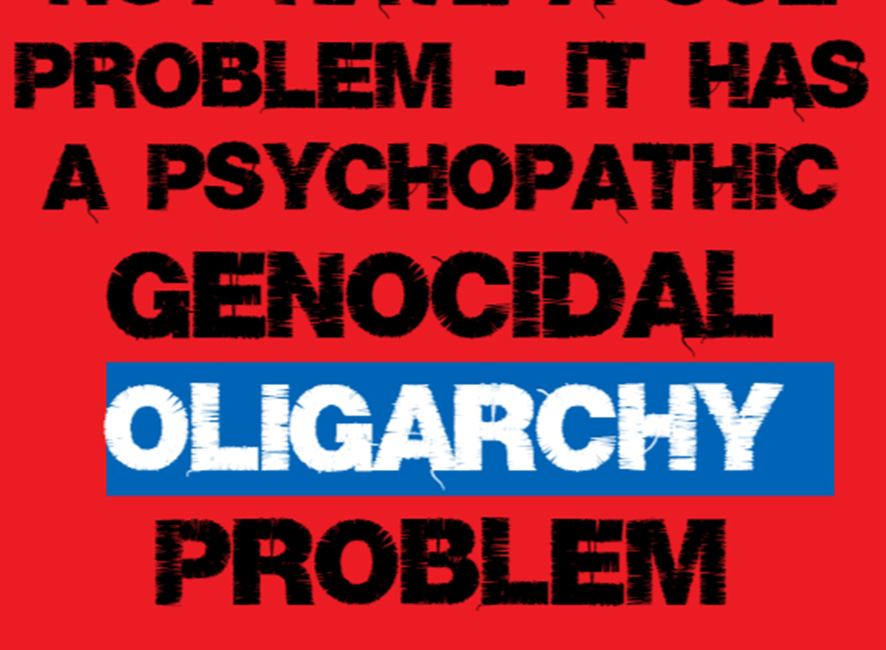 PROBLEM - IT HAS
A PSYCHOPATHIC
GENOCIDAL
OLIGARCHY
PROBLEM